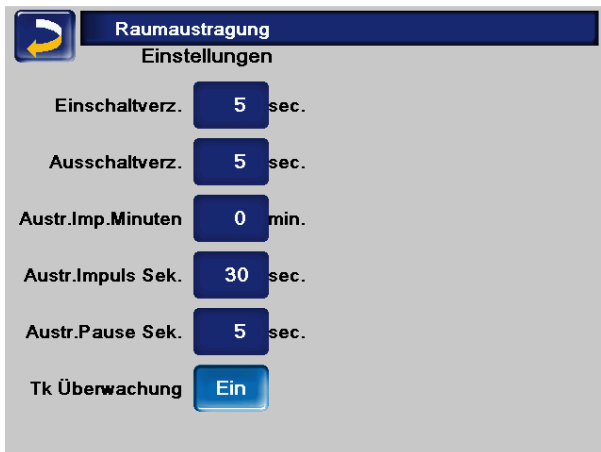 Raumaustragung
Einstellungen
Einschaltverz. 5 sec.
Ausschaltverz. 5 sec.
Austr.Imp.Minuten 0 min.
Austr.Impuls Sek. 30 sec.
Austr.Pause Sek. 5 sec.
Tk Überwachung Ein